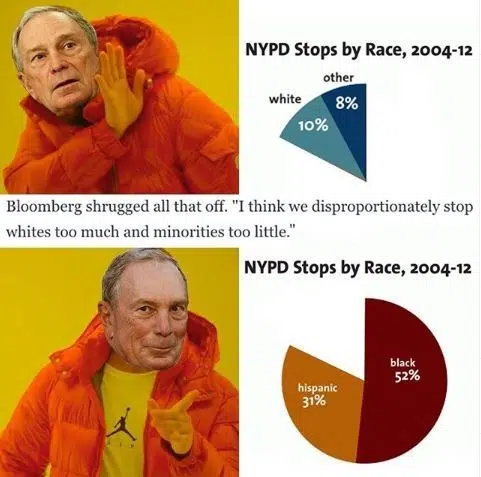 NYPD Stops by Race, 2004-12
other
white
8%
10%
Bloomberg shrugged all that off. "I think we disproportionately stop
whites too much and minorities too little."
NYPD Stops by Race, 2004-12
black
52%
hispanic
31%